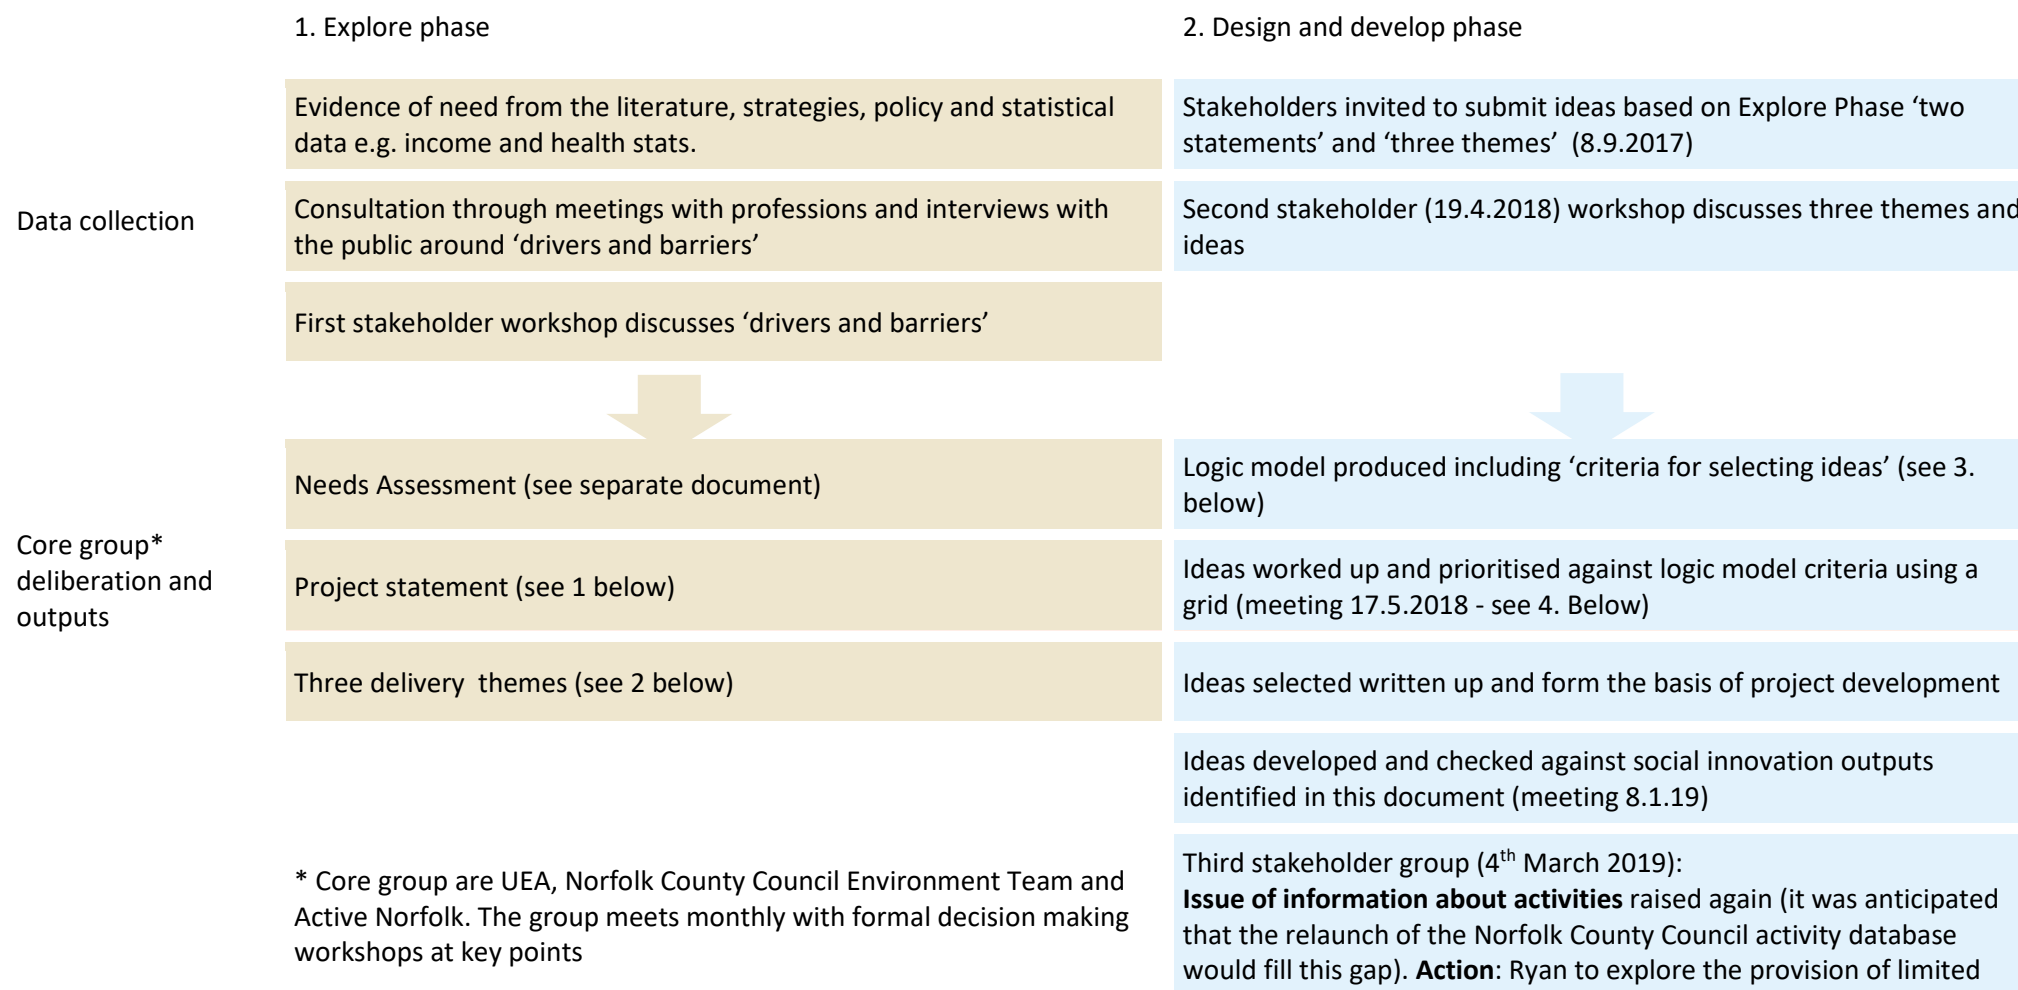 1. Explore phase
2. Design and develop phase
Data collection
Evidence of need from the literature, strategies, policy and statistical
data e.g. income and health stats.
Consultation through meetings with professions and interviews with
the public around ‘drivers and barriers’
First stakeholder workshop discusses ‘drivers and barriers’
Stakeholders invited to submit ideas based on Explore Phase ‘two
statements’ and ‘three themes’ (8.9.2017)
Second stakeholder (19.4.2018) workshop discusses three themes and
ideas
Core group*
deliberation and
outputs
Needs Assessment (see separate document)
Project statement (see 1 below)
Three delivery themes (see 2 below)
* Core group are UEA, Norfolk County Council Environment Team and
Active Norfolk. The group meets monthly with formal decision making
workshops at key points
Logic model produced including ‘criteria for selecting ideas’ (see 3.
below)
Ideas worked up and prioritised against logic model criteria using a
grid (meeting 17.5.2018 - see 4. Below)
Ideas selected written up and form the basis of project development
Ideas developed and checked against social innovation outputs
identified in this document (meeting 8.1.19)
Third stakeholder group (4th March 2019):
Issue of information about activities raised again (it was anticipated
that the relaunch of the Norfolk County Council activity database
would fill this gap). Action: Ryan to explore the provision of limited